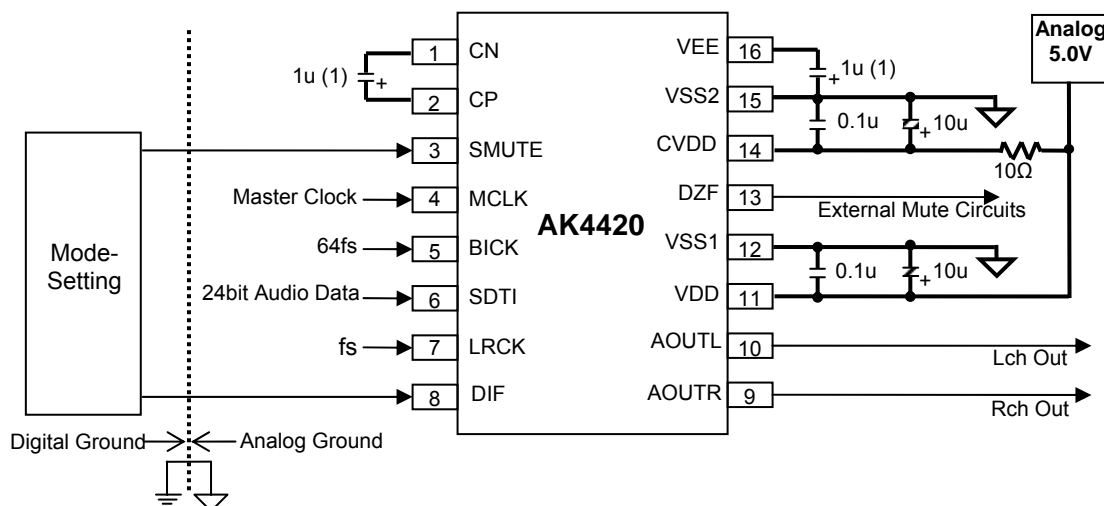 Analog
5.0V
1 CN
VEE 16
1u (1) +
+ 1u (1)
2 CP
VSS2 15
0.1u
+ 10u
CVDD 14
10Ω
3 SMUTE
DZF 13
External Mute Circuits
Master Clock
4 MCLK
AK4420
Mode-
Setting
64fs
5 BICK
VSS1 12
0.1u
+ 10u
24bit Audio Data
6 SDTI
VDD 11
fs
7 LRCK
AOUTL 10
Lch Out
8 DIF
AOUTR 9
Rch Out
Digital Ground
Analog Ground